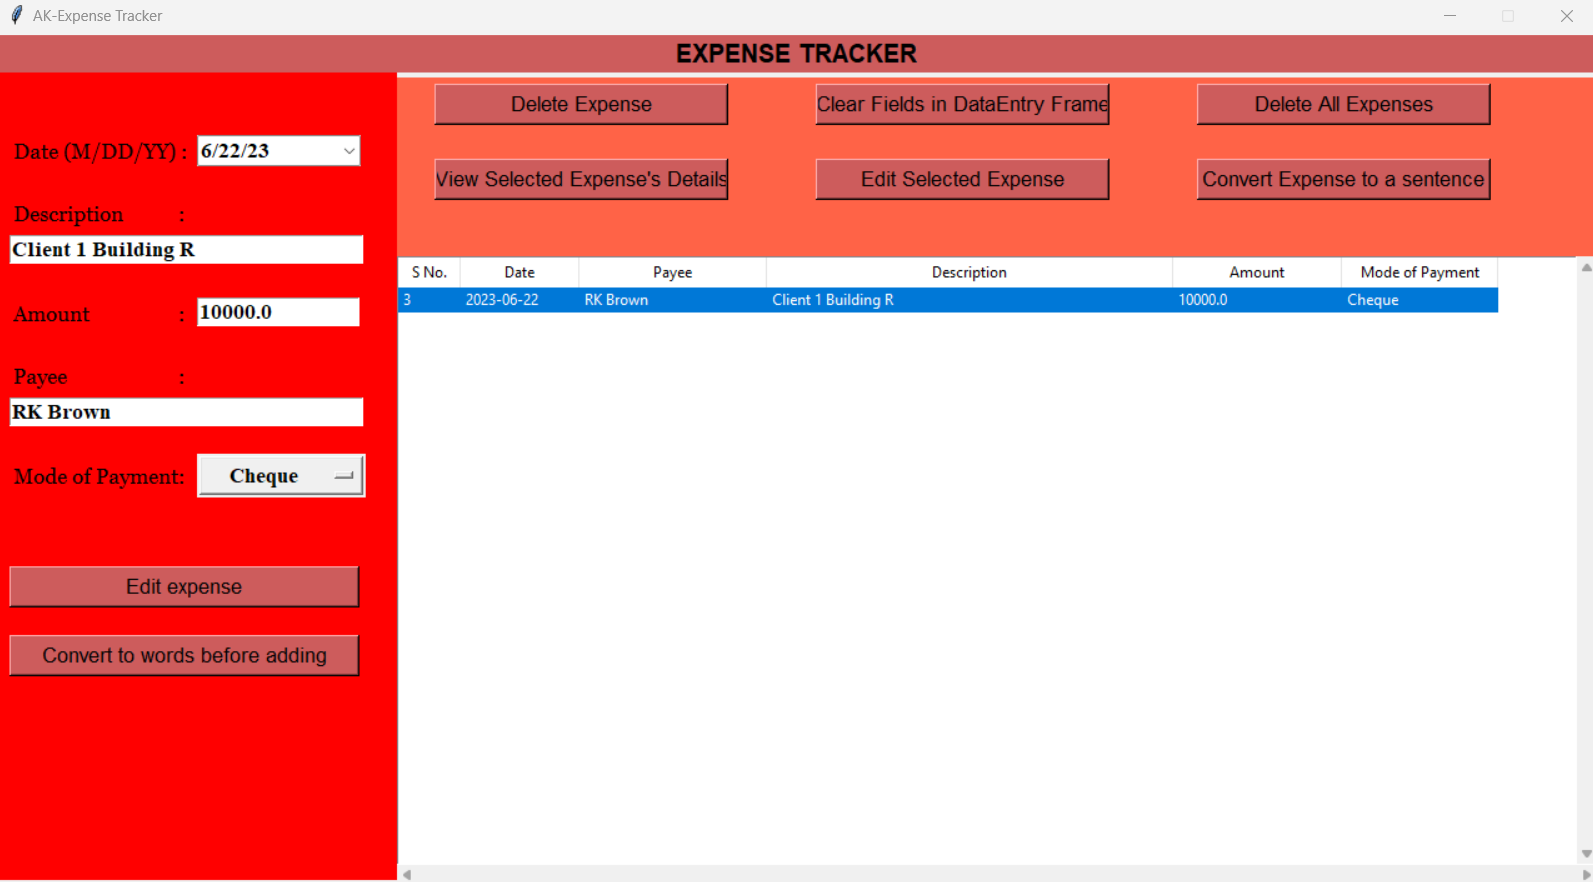 AK-Expense Tracker
EXPENSE TRACKER
Delete Expense Clear Fields in DataEntry Frame Delete All Expenses
View Selected Expense's Details Edit Selected Expense Convert Expense to a sentence
Date (M/DD/YY) : 6/22/23
Description :
Client 1 Building R
Amount : 10000.0
Payee :
RK Brown
Mode of Payment: Cheque
Edit expense
Convert to words before adding
S No. Date Payee Description Amount Mode of Payment
3 2023-06-22 RK Brown Client 1 Building R 10000.0 Cheque